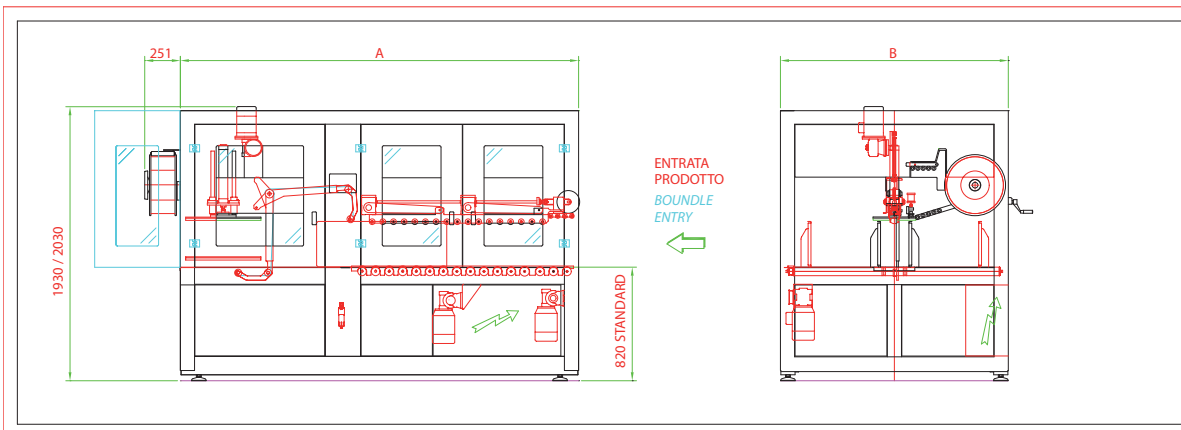 251
A
B
ENTRATA
PRODOTTO
BOUNDLE
ENTRY
1930 / 2030
820 STANDARD